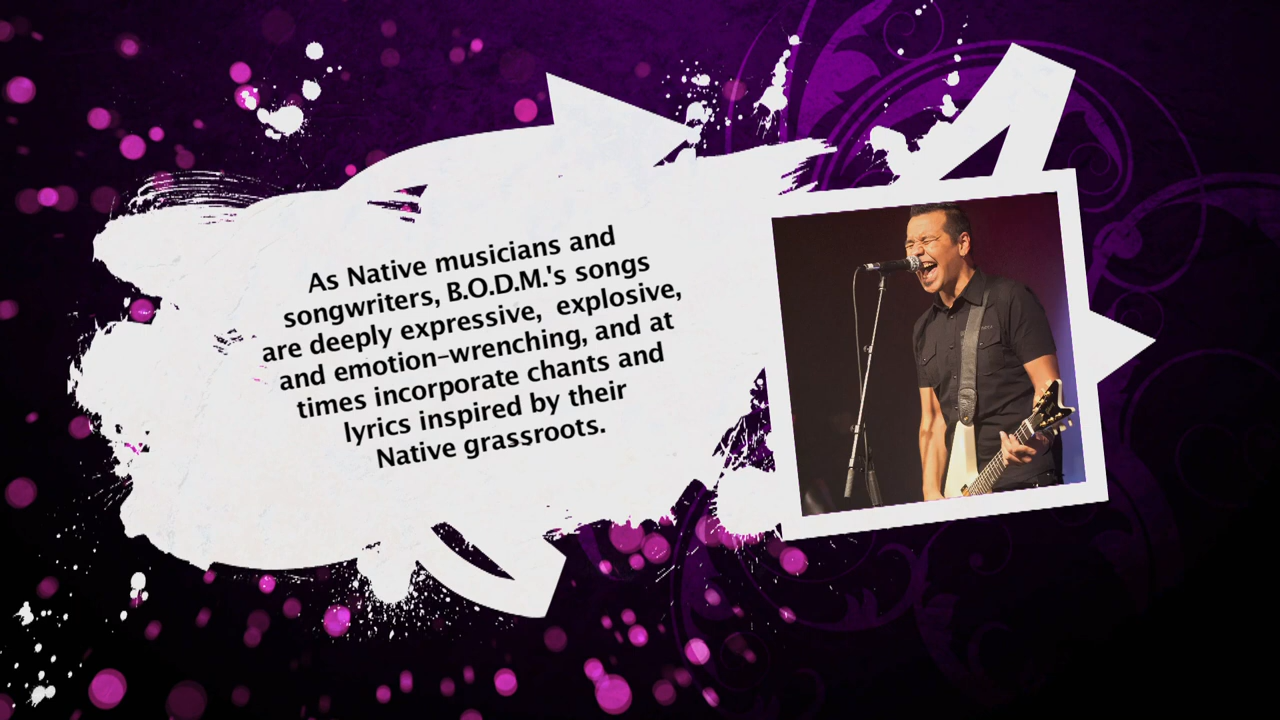 As Native musicians and
songwriters, B.O.D.M.'s songs
are deeply expressive,  explosive,
and emotion-wrenching, and at
times incorporate chants and
lyrics inspired by their
Native grassroots.